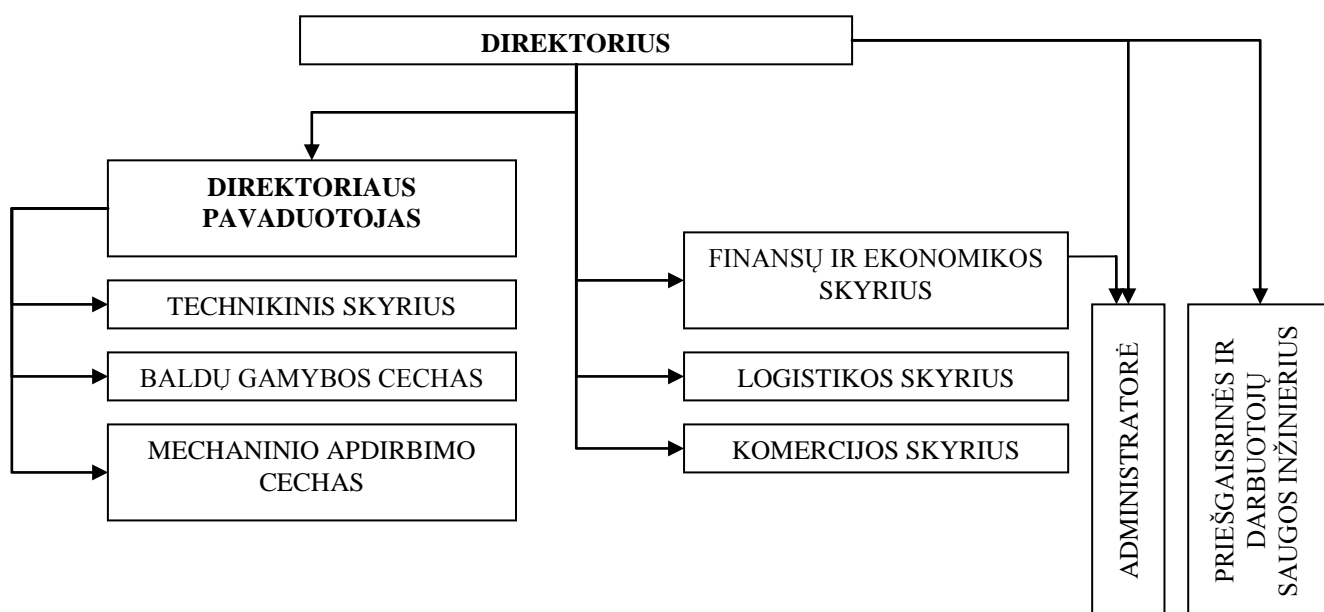 DIREKTORIUS
DIREKTORIAUS
PAVADUOTOJAS
TECHNIKINIS SKYRIUS
BALDŲ GAMYBOS CECHAS
MECHANINIO APDIRBIMO
CECHAS
FINANSŲ IR EKONOMIKOS
SKYRIUS
LOGISTIKOS SKYRIUS
KOMERCIJOS SKYRIUS
ADMINISTRATORĖ
PRIEŠGAISRINĖS IR
DARBUOTOJŲ
SAUGOS INŽINIERIUS